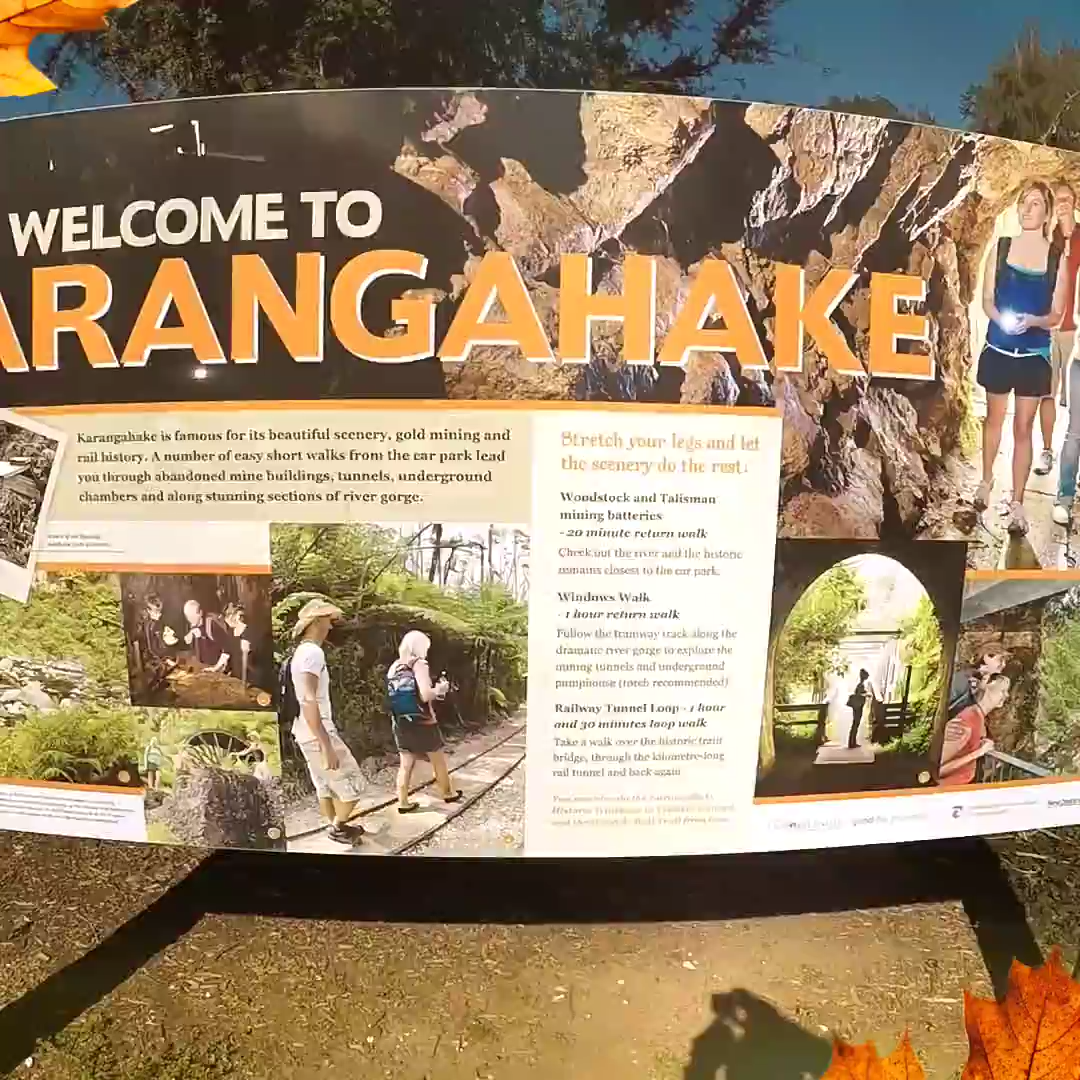 WELCOME TO
ARANGAHAKE
Karangahake is famous for its beautiful scenery, gold mining and
rail history. A number of easy short walks from the car park lead
you through abandoned mine buildings, tunnels, underground
chambers and along stunning sections of river gorge.
Stretch your legs and let
the scenery do the rest:
Woodstock and Talisman
mining batteries
- 20 minute return walk
Check out the river and the historic
remains closest to the car park.
Windows Walk
- 1 hour return walk
Follow the tramway track along the
dramatic river gorge to explore the
mining tunnels and underground
pumphouse (torch recommended)
Railway Tunnel Loop - 1 hour
and 30 minutes loop walk
Take a walk over the historic train
bridge, through the kilometre-long
rail tunnel and back again